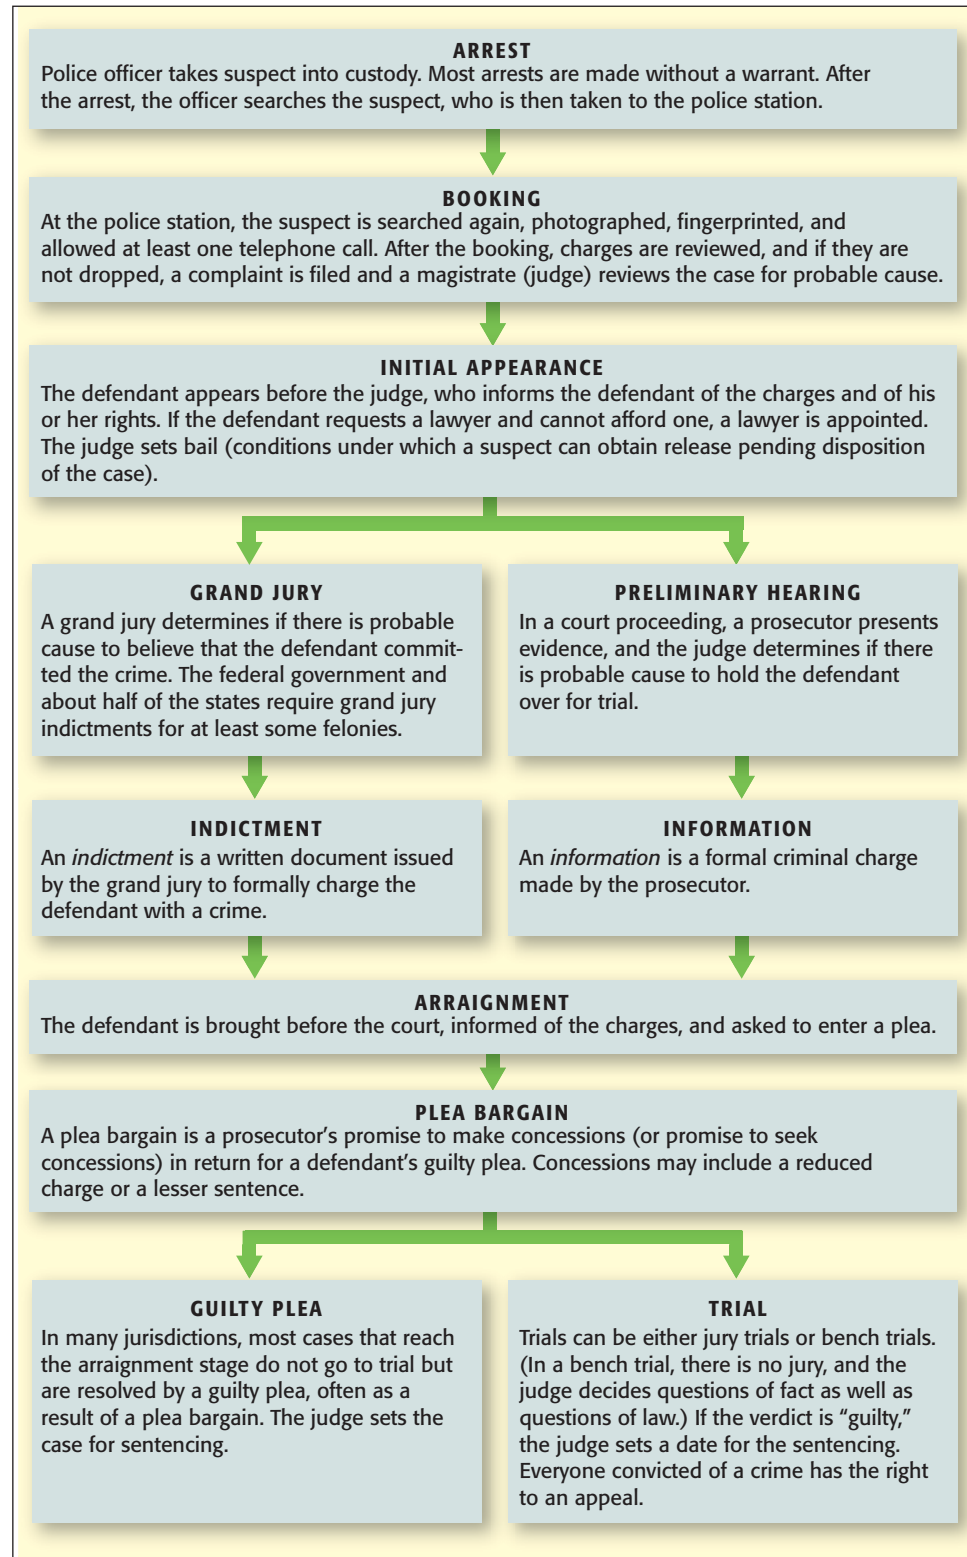 ARREST
Police officer takes suspect into custody. Most arrests are made without a warrant. After
the arrest, the officer searches the suspect, who is then taken to the police station.
BOOKING
At the police station, the suspect is searched again, photographed, fingerprinted, and
allowed at least one telephone call. After the booking, charges are reviewed, and if they are
not dropped, a complaint is filed and a magistrate (judge) reviews the case for probable cause.
INITIAL APPEARANCE
The defendant appears before the judge, who informs the defendant of the charges and of his
or her rights. If the defendant requests a lawyer and cannot afford one, a lawyer is appointed.
The judge sets bail (conditions under which a suspect can obtain release pending disposition
of the case).
GRAND JURY
A grand jury determines if there is probable
cause to believe that the defendant commit-
ted the crime. The federal government and
about half of the states require grand jury
indictments for at least some felonies.
PRELIMINARY HEARING
In a court proceeding, a prosecutor presents
evidence, and the judge determines if there
is probable cause to hold the defendant
over for trial.
INDICTMENT
An indictment is a written document issued
by the grand jury to formally charge the
defendant with a crime.
INFORMATION
An information is a formal criminal charge
made by the prosecutor.
ARRAIGNMENT
The defendant is brought before the court, informed of the charges, and asked to enter a plea.
PLEA BARGAIN
A plea bargain is a prosecutor’s promise to make concessions (or promise to seek
concessions) in return for a defendant’s guilty plea. Concessions may include a reduced
charge or a lesser sentence.
GUILTY PLEA
In many jurisdictions, most cases that reach
the arraignment stage do not go to trial but
are resolved by a guilty plea, often as a
result of a plea bargain. The judge sets the
case for sentencing.
TRIAL
Trials can be either jury trials or bench trials.
(In a bench trial, there is no jury, and the
judge decides questions of fact as well as
questions of law.) If the verdict is “guilty,”
the judge sets a date for the sentencing.
Everyone convicted of a crime has the right
to an appeal.